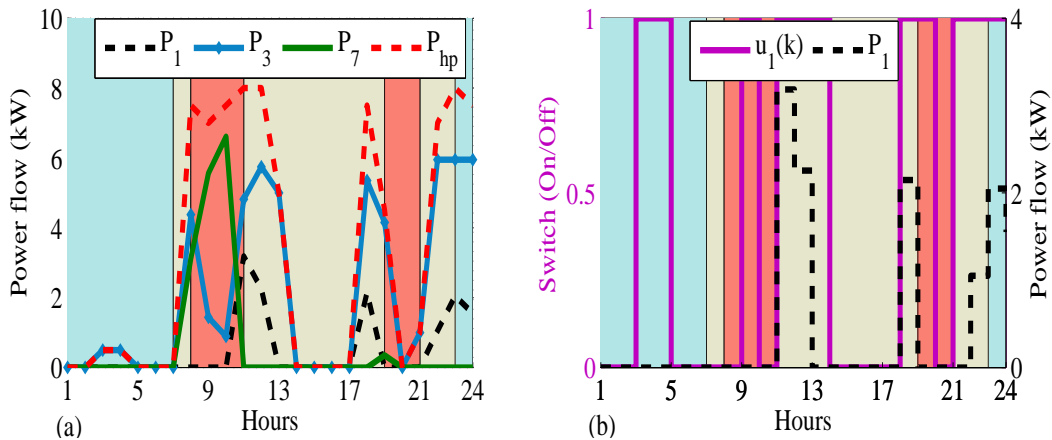 P1 P3 P7 Php
Power flow (kW)
10
8
6
4
2
0
1 5 9 13 17 21 24
Hours
(a)
u1(k) P1
Switch (On/Off)
1
0.5
0
4
2
0
Power flow (kW)
1 5 9 13 17 21 24
Hours
(b)